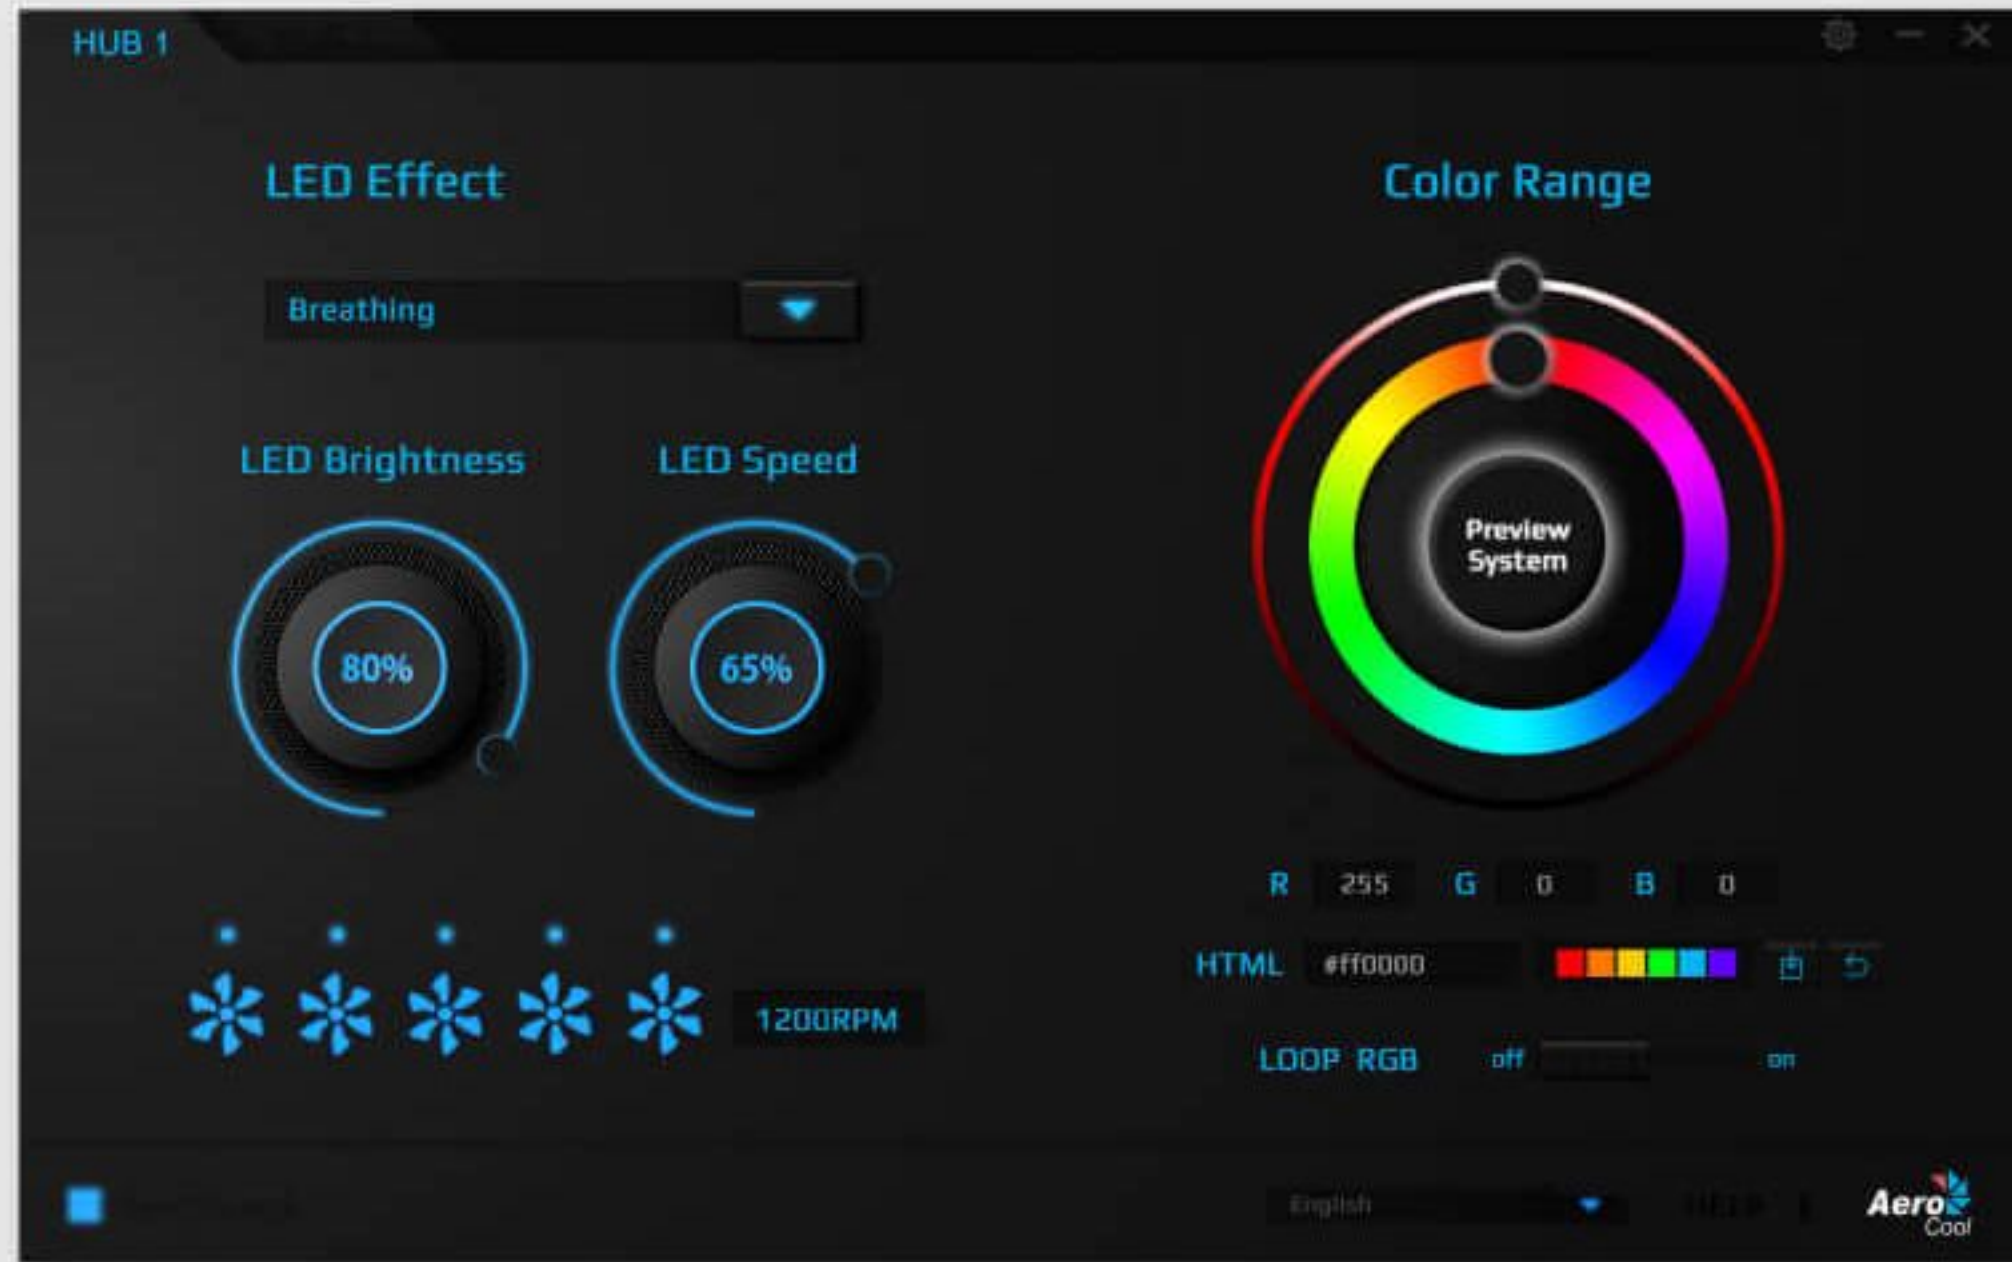 HUB 1
LED Effect
Color Range
Breathing
LED Brightness
LED Speed
Preview
System
80%
65%
R 255 G 0 B 0
HTML #ff0000
1200RPM
LOOP RGB off on
English
Aero
Cool